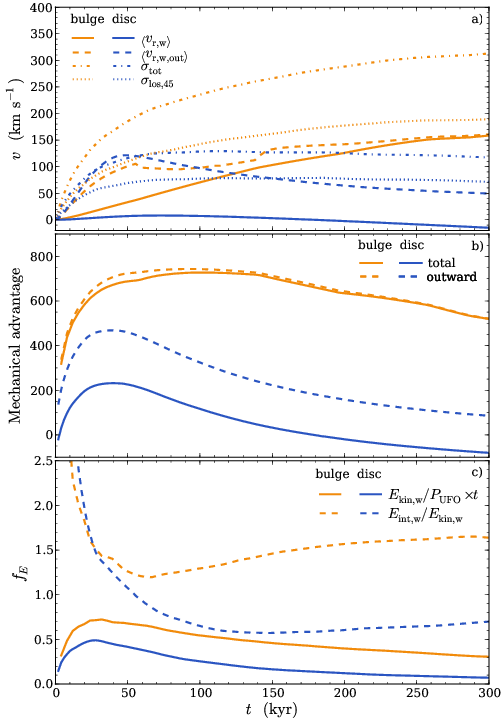 400
350
300
250
200
150
100
50
0
v (km s⁻¹)
a)
bulge disc
⟨v_r,w⟩
⟨v_r,w,out⟩
σ_tot
σ_los,45
800
600
400
200
0
Mechanical advantage
b)
bulge disc
total
outward
2.5
2.0
1.5
1.0
0.5
0.0
f_E
c)
bulge disc
E_kin,w/P_UFO × t
E_int,w/E_kin,w
0 50 100 150 200 250 300
t (kyr)